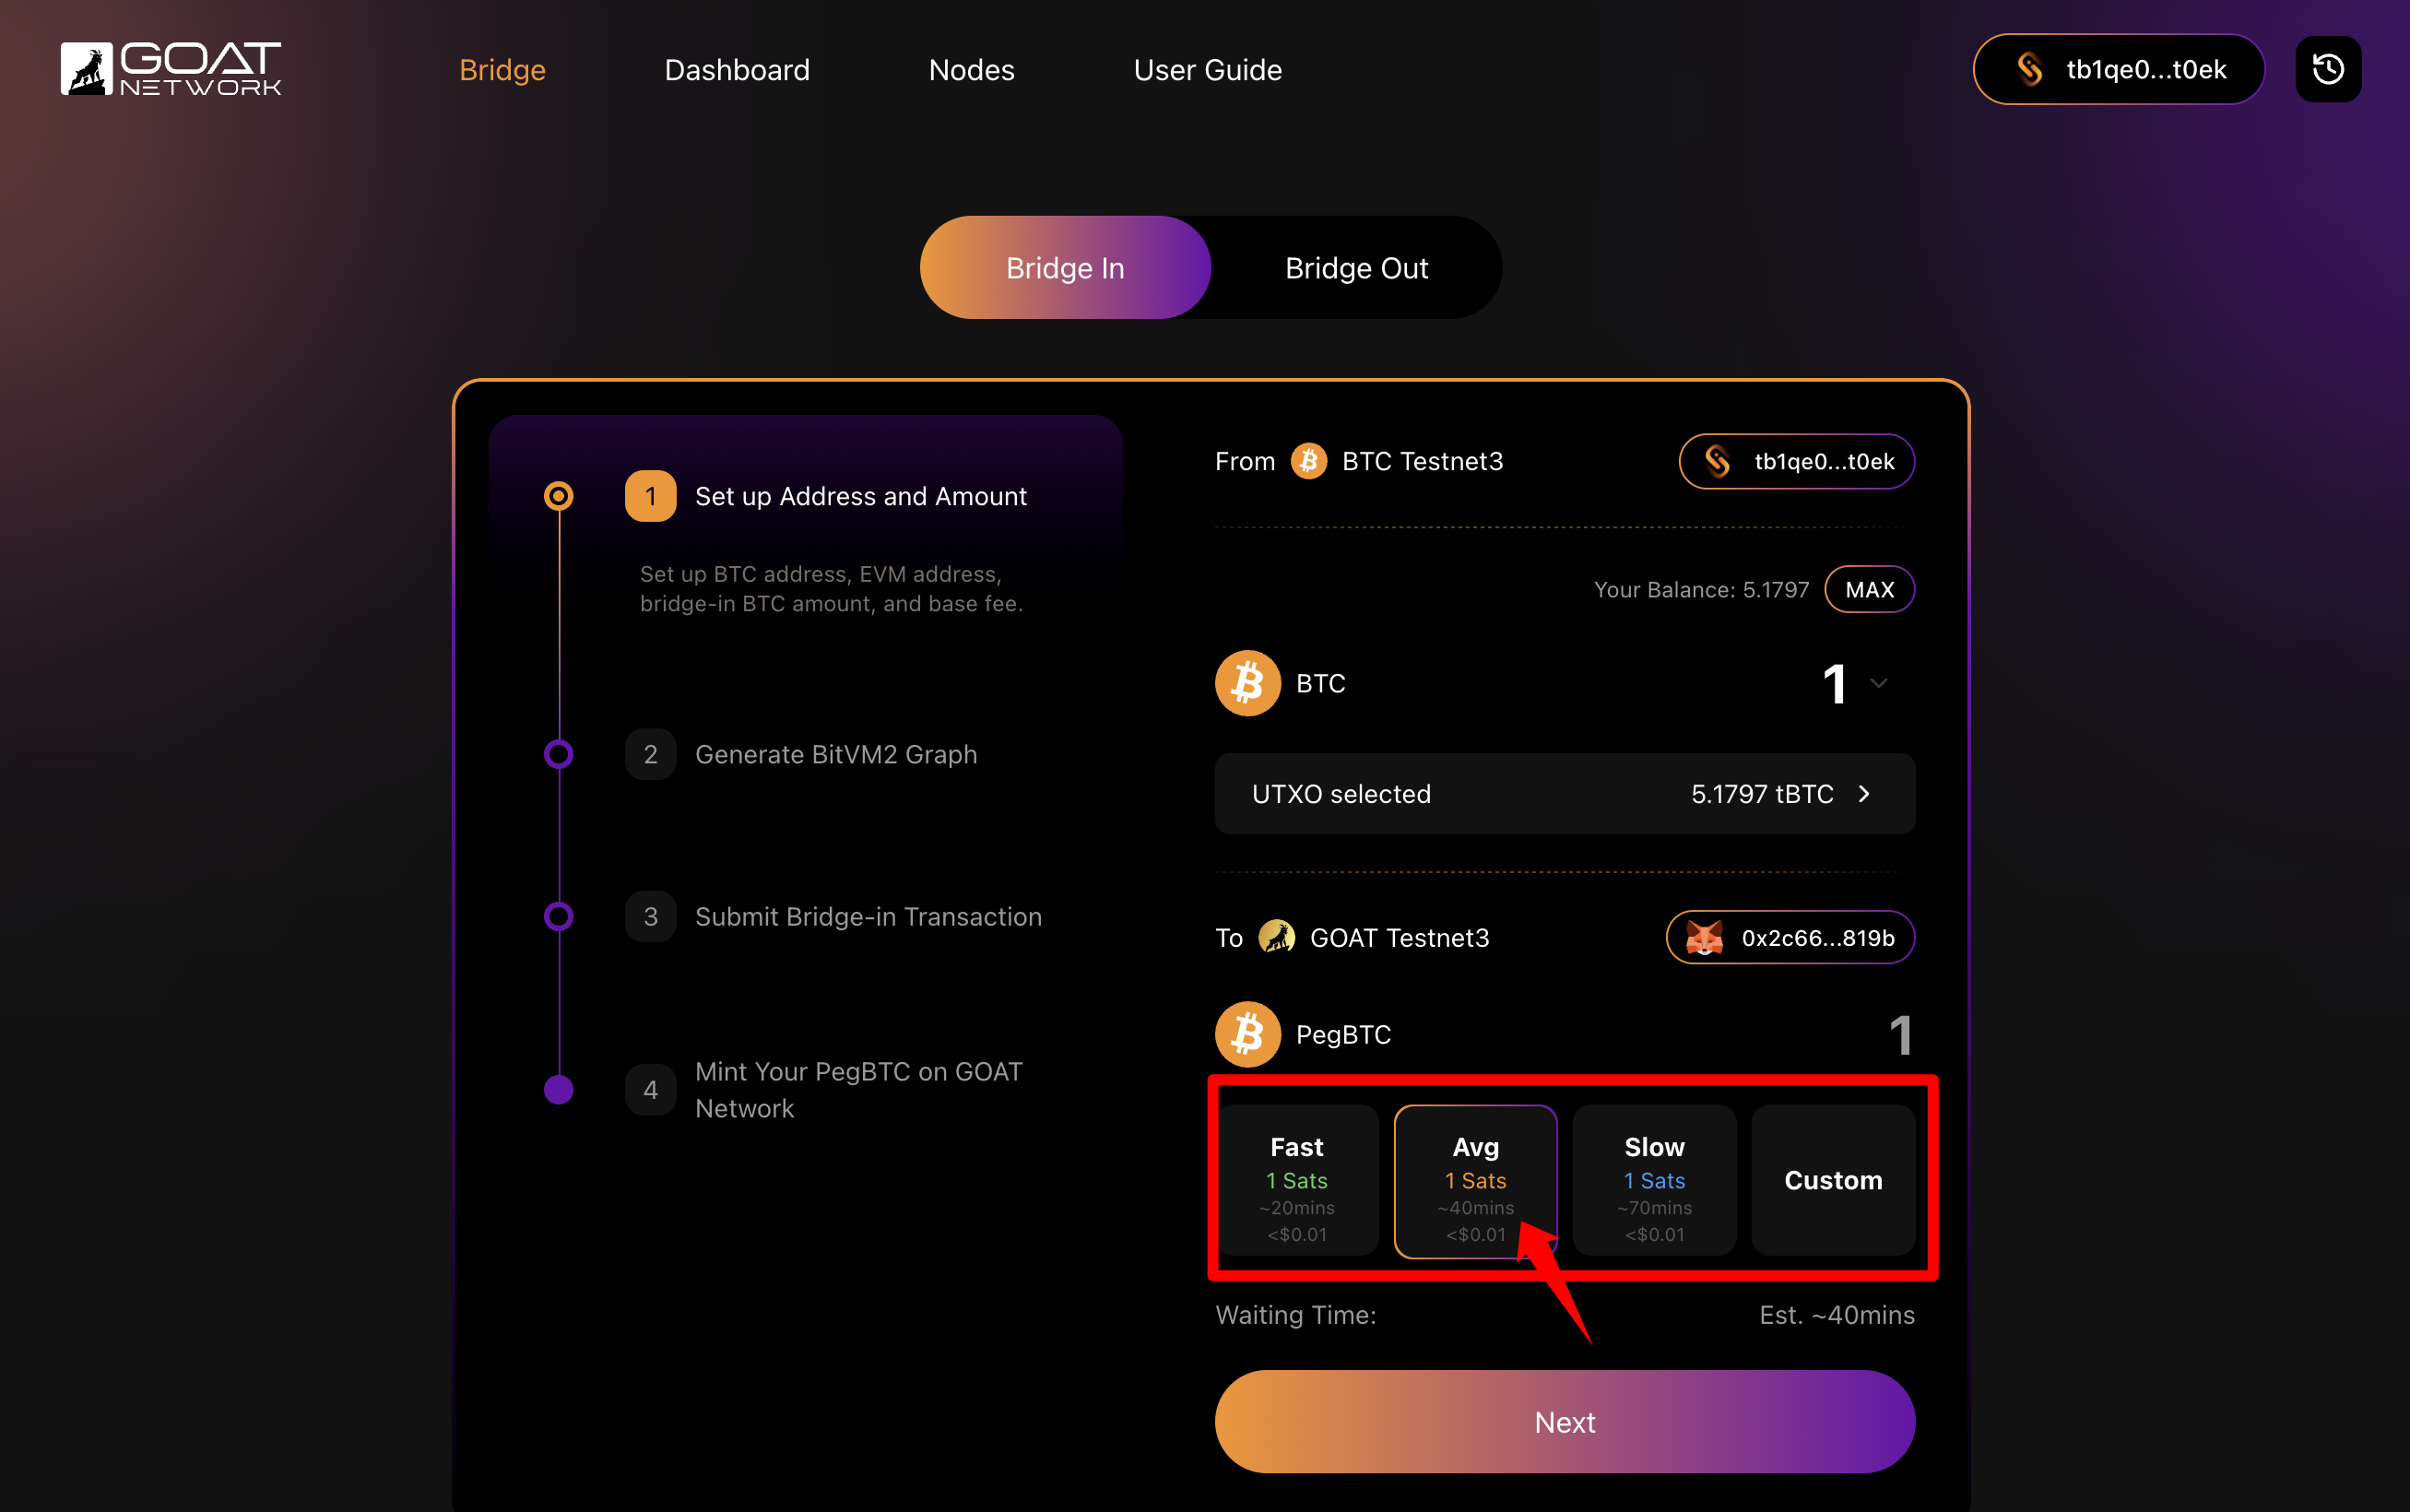 GOAT
NETWORK
Bridge
Dashboard
Nodes
User Guide
tb1qe0...t0ek
Bridge In
Bridge Out
1
Set up Address and Amount
Set up BTC address, EVM address,
bridge-in BTC amount, and base fee.
2
Generate BitVM2 Graph
3
Submit Bridge-in Transaction
4
Mint Your PegBTC on GOAT
Network
From
BTC Testnet3
tb1qe0...t0ek
Your Balance: 5.1797
MAX
BTC
1
UTXO selected
5.1797 tBTC
To
GOAT Testnet3
0x2c66...819b
PegBTC
1
Fast
1 Sats
~20mins
<$0.01
Avg
1 Sats
~40mins
<$0.01
Slow
1 Sats
~70mins
<$0.01
Custom
Waiting Time:
Est. ~40mins
Next